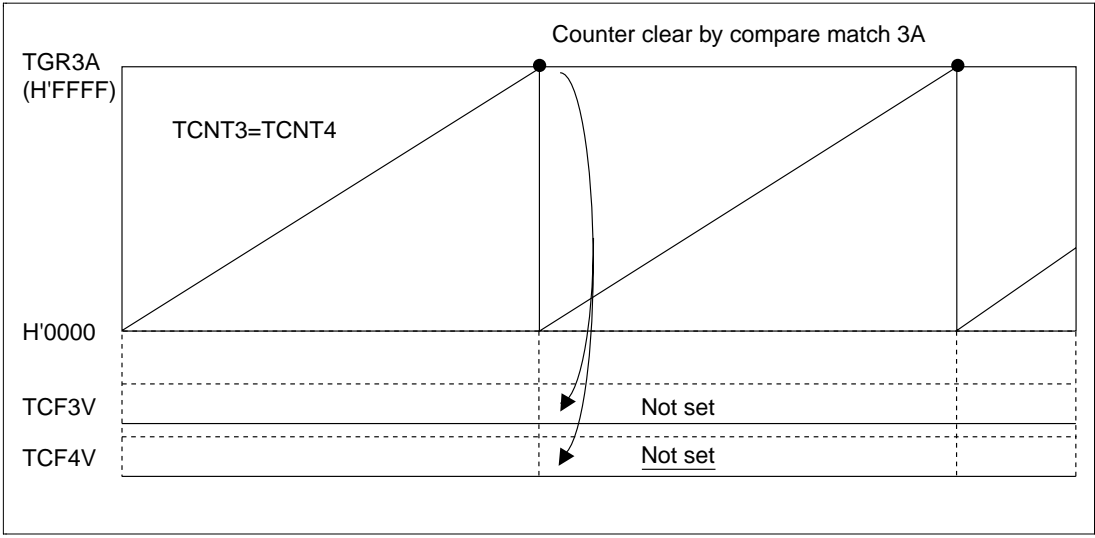 Counter clear by compare match 3A
TGR3A
(H'FFFF)
TCNT3=TCNT4
H'0000
TCF3V
Not set
TCF4V
Not set